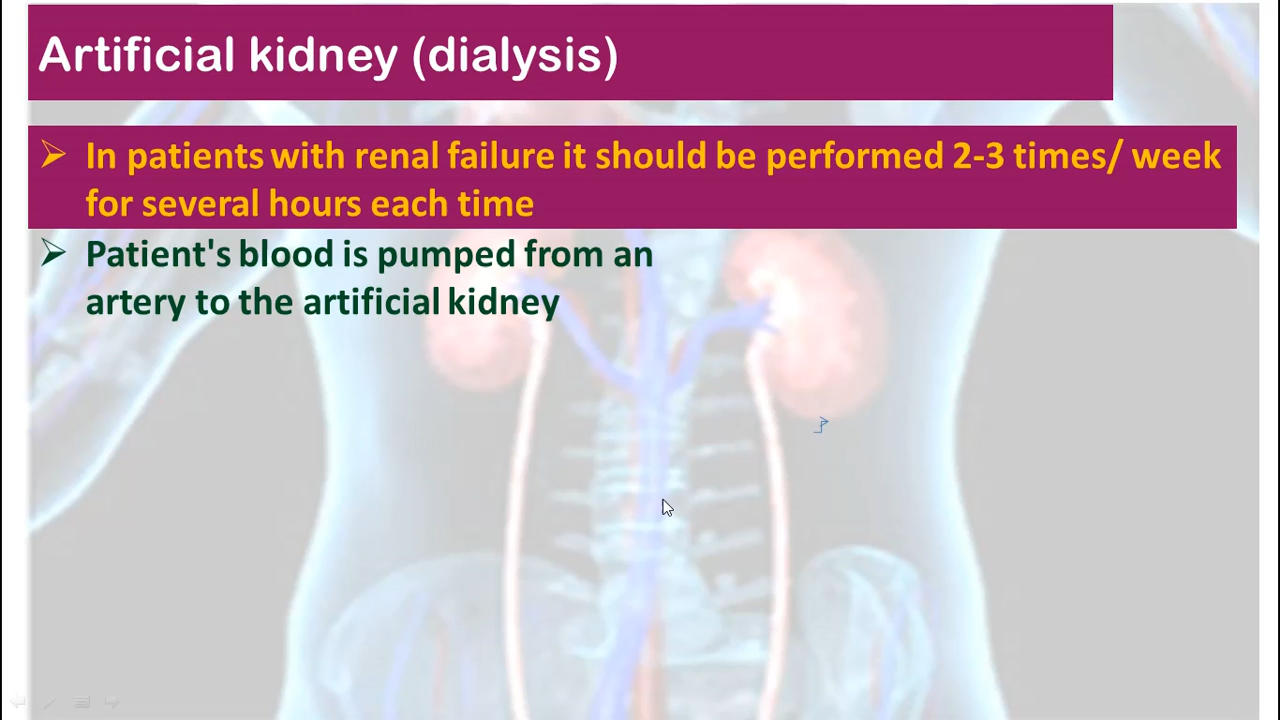 Artificial kidney (dialysis)
➢ In patients with renal failure it should be performed 2-3 times/ week
for several hours each time
➢ Patient's blood is pumped from an
artery to the artificial kidney